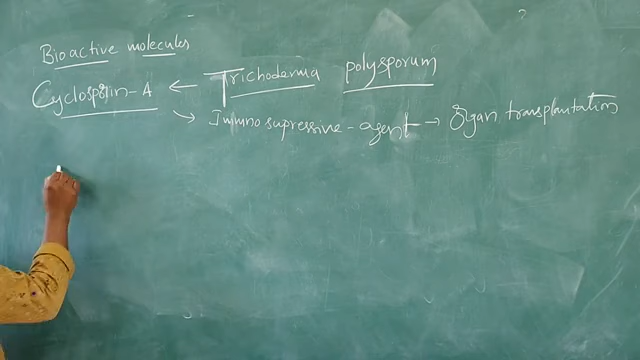 Bioactive molecules
Cyclosporin-A ← Trichoderma polysporum
→ Immuno supressive - agent → Organ transplantation